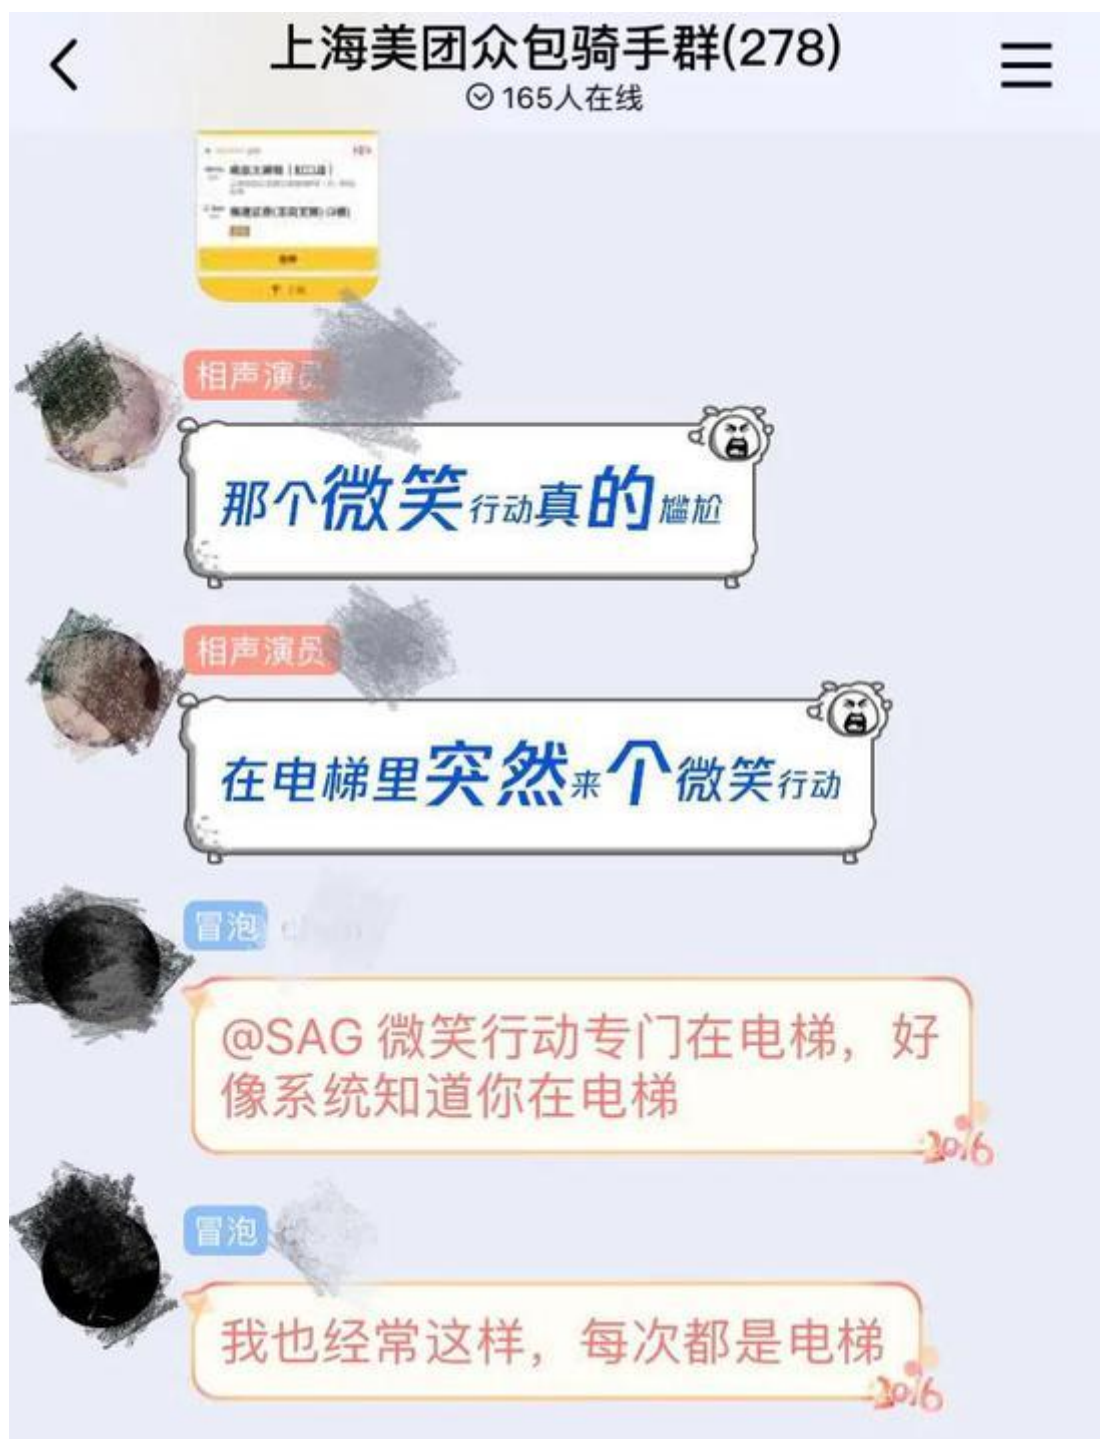 上海美团众包骑手群(278)
165人在线
相声演员
那个微笑行动真的尴尬
相声演员
在电梯里突然来个微笑行动
冒泡
@SAG 微笑行动专门在电梯，好
像系统知道你在电梯
2016
冒泡
我也经常这样，每次都是电梯
2016